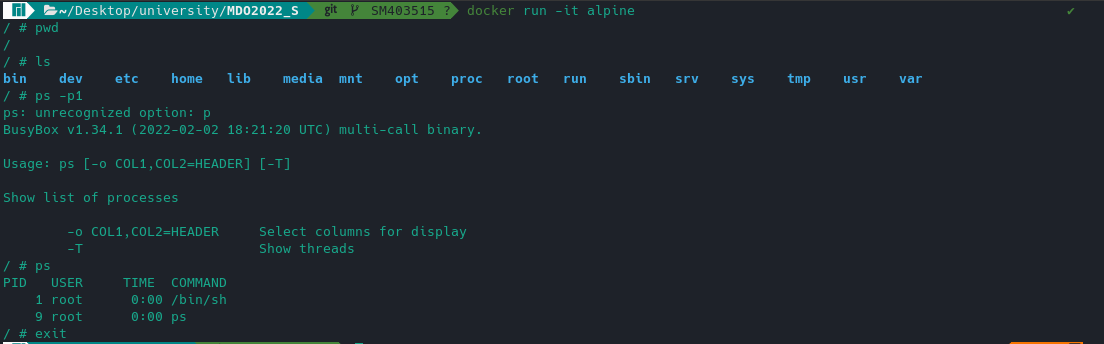 ~/Desktop/university/MDO2022_S git SM403515 ? docker run -it alpine ✔
/ # pwd
/
/ # ls
bin dev etc home lib media mnt opt proc root run sbin srv sys tmp usr var
/ # ps -p1
ps: unrecognized option: p
BusyBox v1.34.1 (2022-02-02 18:21:20 UTC) multi-call binary.
Usage: ps [-o COL1,COL2=HEADER] [-T]
Show list of processes
-o COL1,COL2=HEADER Select columns for display
-T Show threads
/ # ps
PID USER TIME COMMAND
1 root 0:00 /bin/sh
9 root 0:00 ps
/ # exit